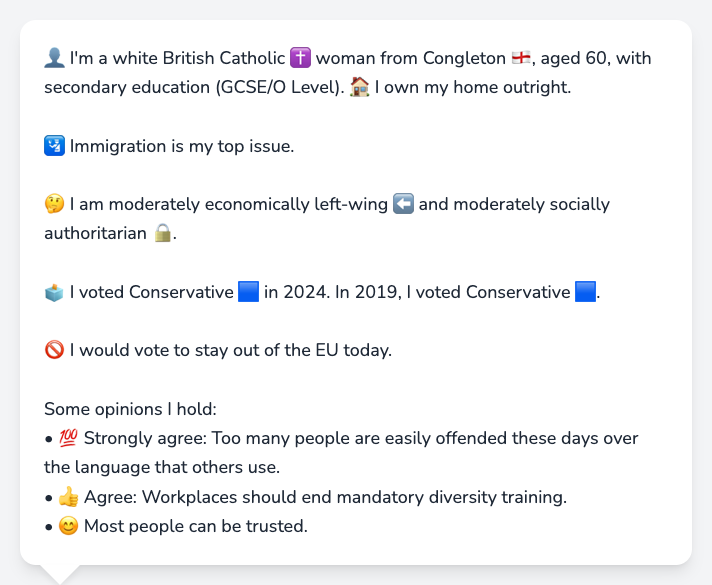 👤 I'm a white British Catholic ✝️ woman from Congleton 🏴󠁧󠁢󠁥󠁮󠁧󠁿, aged 60, with
secondary education (GCSE/O Level). 🏠 I own my home outright.
🛂 Immigration is my top issue.
🤔 I am moderately economically left-wing ⬅️ and moderately socially
authoritarian 🔒.
🗳️ I voted Conservative 🟦 in 2024. In 2019, I voted Conservative 🟦.
🚫 I would vote to stay out of the EU today.
Some opinions I hold:
• 💯 Strongly agree: Too many people are easily offended these days over
the language that others use.
• 👍 Agree: Workplaces should end mandatory diversity training.
• 😊 Most people can be trusted.